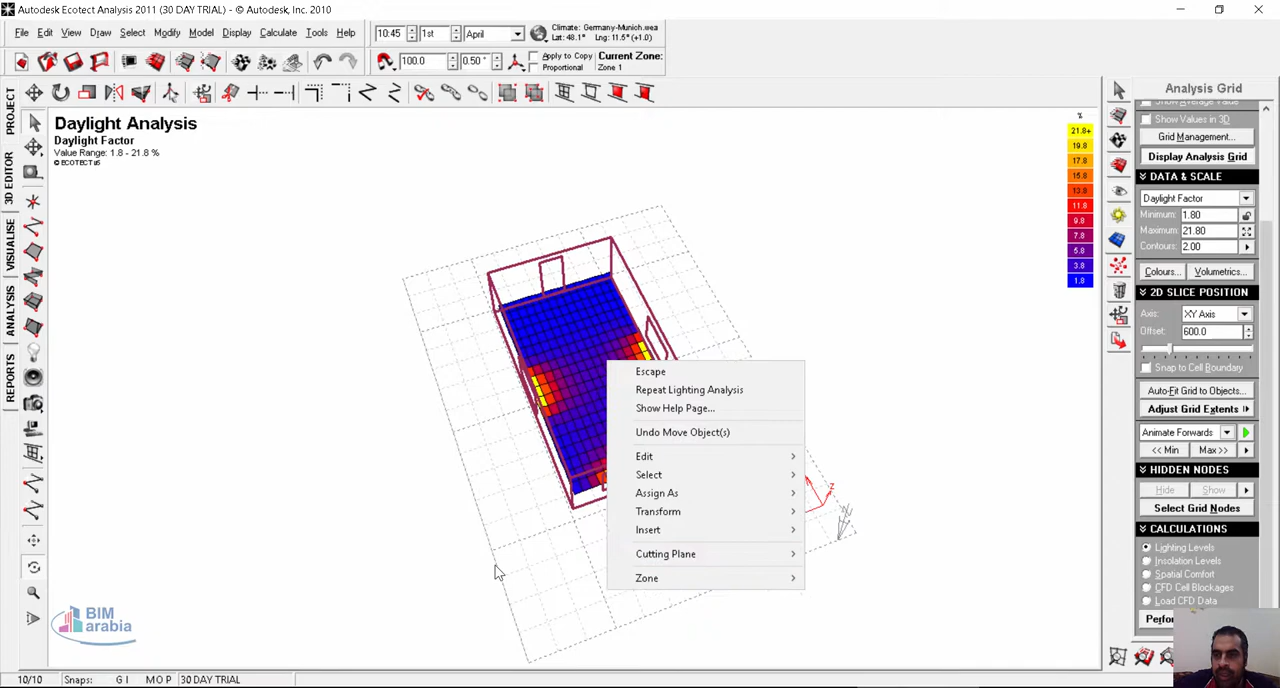 Autodesk Ecotect Analysis 2011 (30 DAY TRIAL) - © Autodesk, Inc. 2010
File Edit View Draw Select Modify Model Display Calculate Tools Help
10:45 1st April
Climate: Germany-Munich.wea
Lat: 48.1° Lng: 11.5° (+1.0)
100.0 0.50 °
Apply to Copy
Proportional
Current Zone:
Zone 1
PROJECT
3D EDITOR
VISUALISE
ANALYSIS
REPORTS
Daylight Analysis
Daylight Factor
Value Range: 1.8 - 21.8 %
© ECOTECT v5
%
21.8+
19.8
17.8
15.8
13.8
11.8
9.8
7.8
5.8
3.8
1.8
Escape
Repeat Lighting Analysis
Show Help Page...
Undo Move Object(s)
Edit
Select
Assign As
Transform
Insert
Cutting Plane
Zone
Z
N
Analysis Grid
Show Average Value
Show Values in 3D
Grid Management...
Display Analysis Grid
DATA & SCALE
Daylight Factor
Minimum: 1.80
Maximum: 21.80
Contours: 2.00
Colours... Volumetrics...
2D SLICE POSITION
Axis: XY Axis
Offset: 600.0
Snap to Cell Boundary
Auto-Fit Grid to Objects...
Adjust Grid Extents
Animate Forwards
<< Min Max >>
HIDDEN NODES
Hide Show
Select Grid Nodes
CALCULATIONS
Lighting Levels
Insolation Levels
Spatial Comfort
CFD Cell Blockages
Load CFD Data
Perfo
BIM
arabia
10/10 Snaps: G I M O P 30 DAY TRIAL